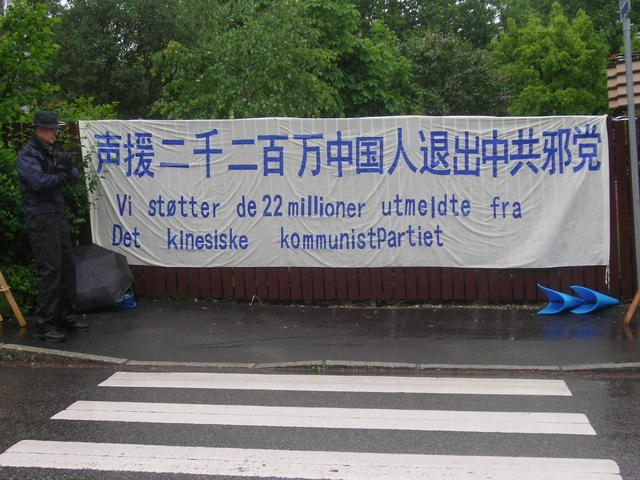 声援二千二百万中国人退出中共邪党
Vi støtter de 22 millioner utmeldte fra
Det kinesiske kommunistPartiet